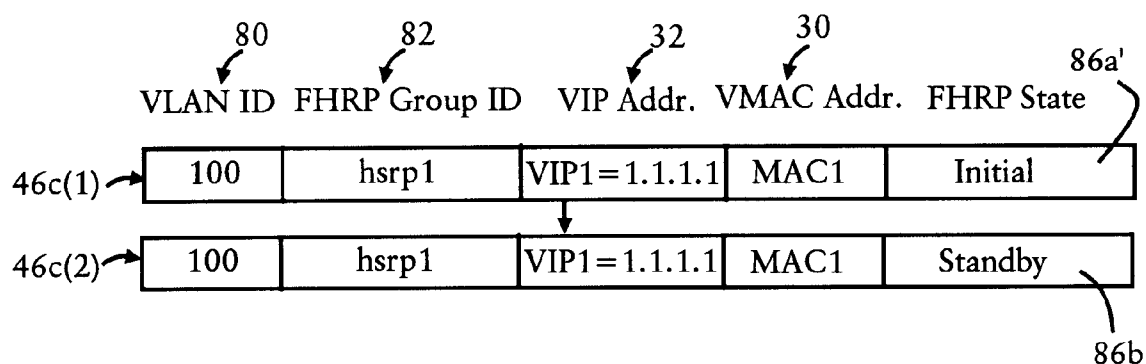 80 82 32 30 86a'
VLAN ID FHRP Group ID VIP Addr. VMAC Addr. FHRP State
46c(1) 100 hsrp1 VIP1=1.1.1.1 MAC1 Initial
46c(2) 100 hsrp1 VIP1=1.1.1.1 MAC1 Standby
86b